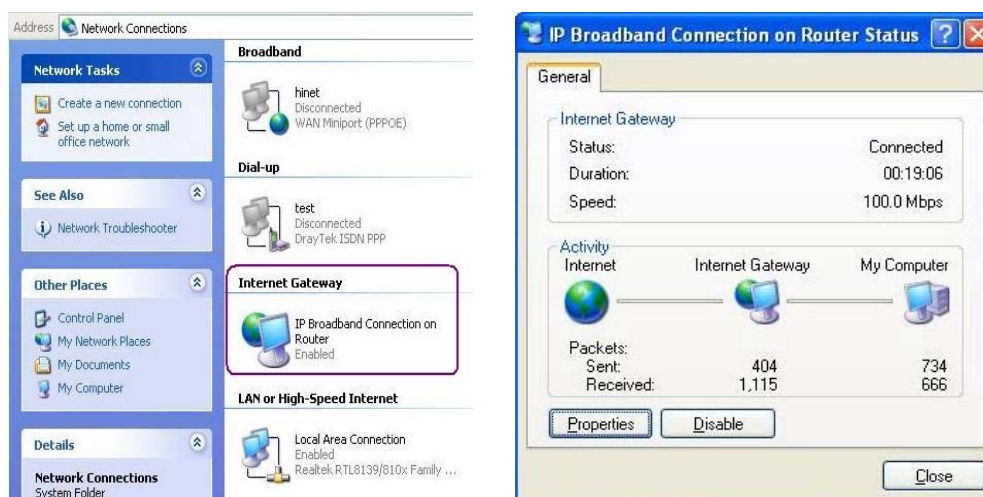 Address Network Connections
Network Tasks
Create a new connection
Set up a home or small
office network
See Also
Network Troubleshooter
Other Places
Control Panel
My Network Places
My Documents
My Computer
Details
Network Connections
System Folder
Broadband
hinet
Disconnected
WAN Miniport (PPPOE)
Dial-up
test
Disconnected
DrayTek ISDN PPP
Internet Gateway
IP Broadband Connection on
Router
Enabled
LAN or High-Speed Internet
Local Area Connection
Enabled
Realtek RTL8139/810x Family ...
IP Broadband Connection on Router Status
General
Internet Gateway
Status: Connected
Duration: 00:19:06
Speed: 100.0 Mbps
Activity
Internet Internet Gateway My Computer
Packets:
Sent: 404 734
Received: 1,115 666
Properties Disable
Close